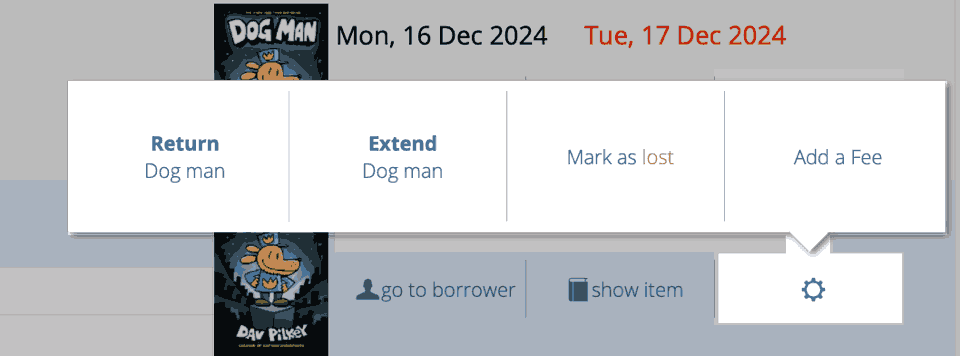 DOG MAN
Mon, 16 Dec 2024
Tue, 17 Dec 2024
Return
Dog man
Extend
Dog man
Mark as lost
Add a Fee
go to borrower
show item
DAV PILKEY